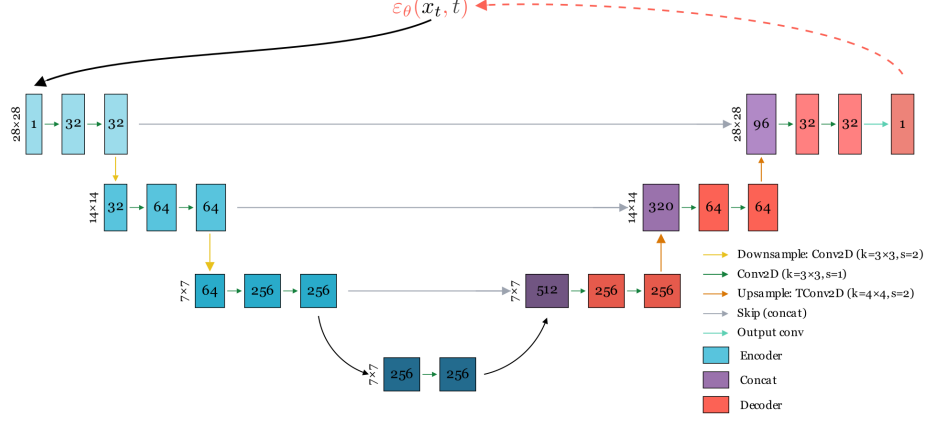 εθ(xt, t)
28×28 1 32 32 28×28 96 32 32 1
14×14 32 64 64 14×14 320 64 64
7×7 64 256 256 7×7 512 256 256
7×7 256 256
Downsample: Conv2D (k=3×3, s=2)
Conv2D (k=3×3, s=1)
Upsample: TConv2D (k=4×4, s=2)
Skip (concat)
Output conv
Encoder
Concat
Decoder